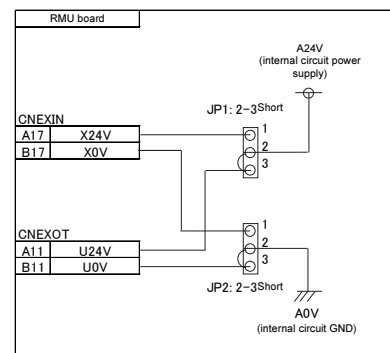 RMU board
A24V
(internal circuit power
supply)
JP1: 2-3Short
CNEXIN
A17 X24V
B17 X0V
1
2
3
CNEXOT
A11 U24V
B11 U0V
1
2
3
JP2: 2-3Short
A0V
(internal circuit GND)